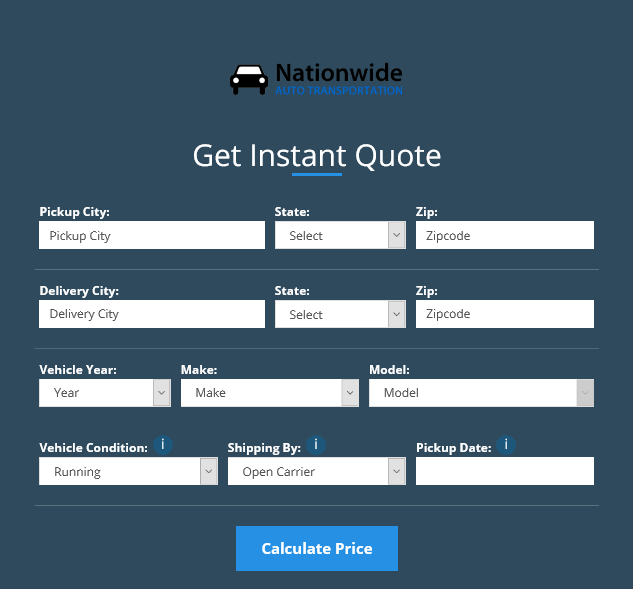 Nationwide
AUTO TRANSPORTATION
Get Instant Quote
Pickup City: State: Zip:
Pickup City Select Zipcode
Delivery City: State: Zip:
Delivery City Select Zipcode
Vehicle Year: Make: Model:
Year Make Model
Vehicle Condition: i Shipping By: i Pickup Date: i
Running Open Carrier
Calculate Price